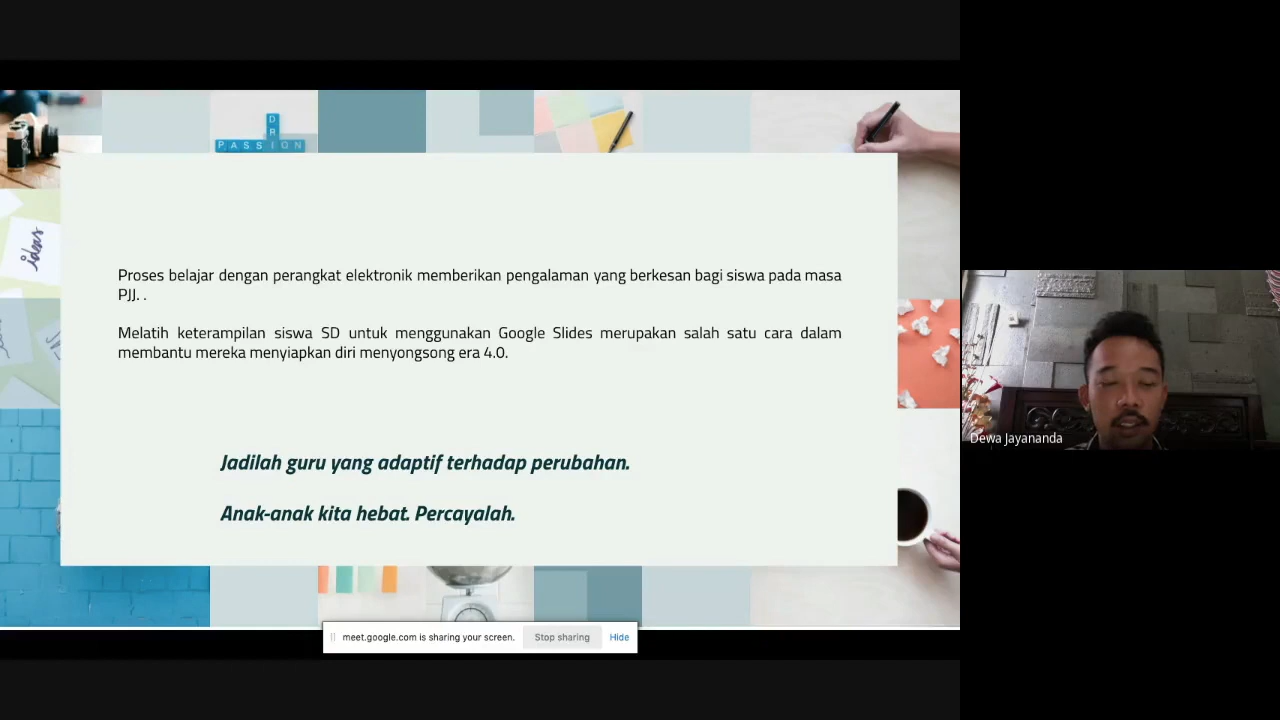 D
R
PASSION
ideas
Proses belajar dengan perangkat elektronik memberikan pengalaman yang berkesan bagi siswa pada masa
PJJ. .
Melatih keterampilan siswa SD untuk menggunakan Google Slides merupakan salah satu cara dalam
membantu mereka menyiapkan diri menyongsong era 4.0.
Jadilah guru yang adaptif terhadap perubahan.
Anak-anak kita hebat. Percayalah.
Dewa Jayananda
meet.google.com is sharing your screen. Stop sharing Hide